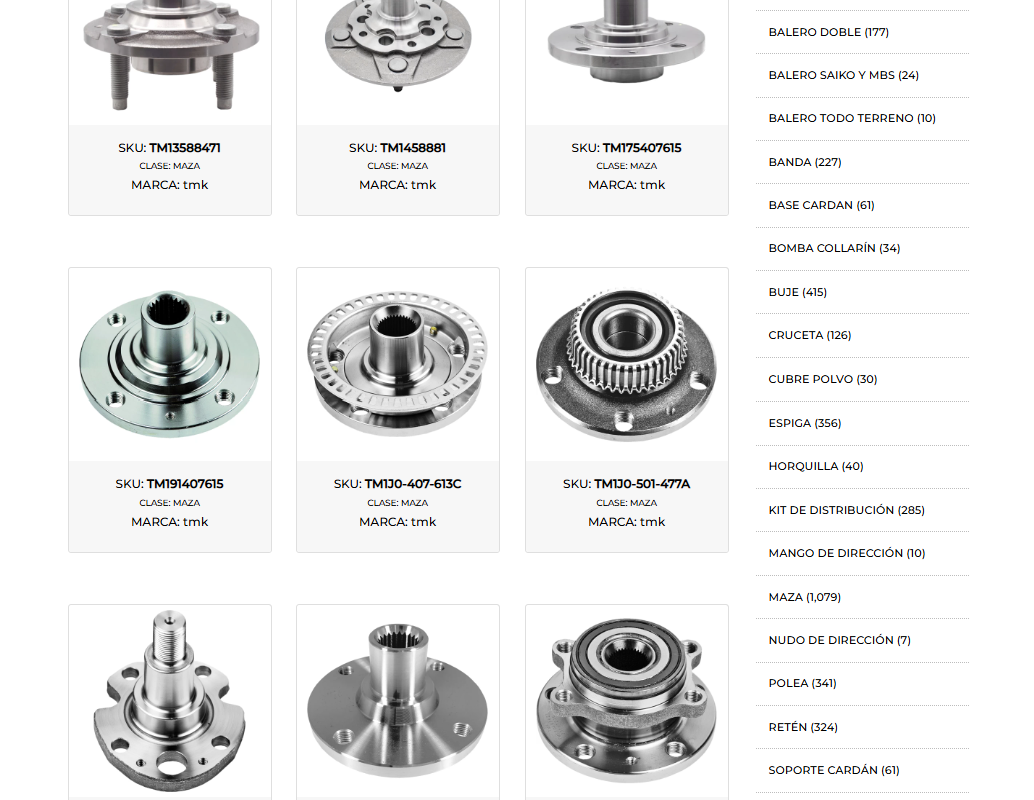 SKU: TM13588471
CLASE: MAZA
MARCA: tmk
SKU: TM1458881
CLASE: MAZA
MARCA: tmk
SKU: TM175407615
CLASE: MAZA
MARCA: tmk
SKU: TM191407615
CLASE: MAZA
MARCA: tmk
SKU: TM1J0-407-613C
CLASE: MAZA
MARCA: tmk
SKU: TM1J0-501-477A
CLASE: MAZA
MARCA: tmk
BALERO DOBLE (177)
BALERO SAIKO Y MBS (24)
BALERO TODO TERRENO (10)
BANDA (227)
BASE CARDAN (61)
BOMBA COLLARÍN (34)
BUJE (415)
CRUCETA (126)
CUBRE POLVO (30)
ESPIGA (356)
HORQUILLA (40)
KIT DE DISTRIBUCIÓN (285)
MANGO DE DIRECCIÓN (10)
MAZA (1,079)
NUDO DE DIRECCIÓN (7)
POLEA (341)
RETÉN (324)
SOPORTE CARDÁN (61)